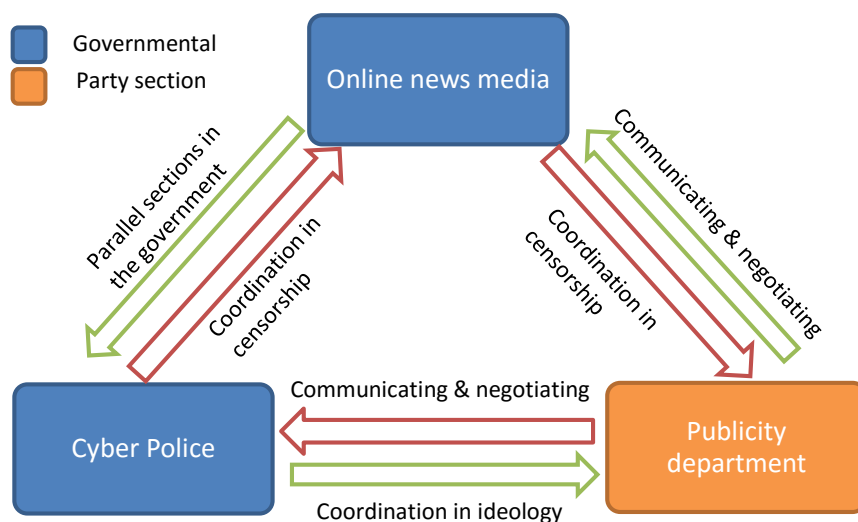 Governmental
Party section
Online news media
Parallel sections in
the government
Coordination in
censorship
Communicating & negotiating
Coordination in
censorship
Communicating & negotiating
Cyber Police
Publicity
department
Coordination in ideology